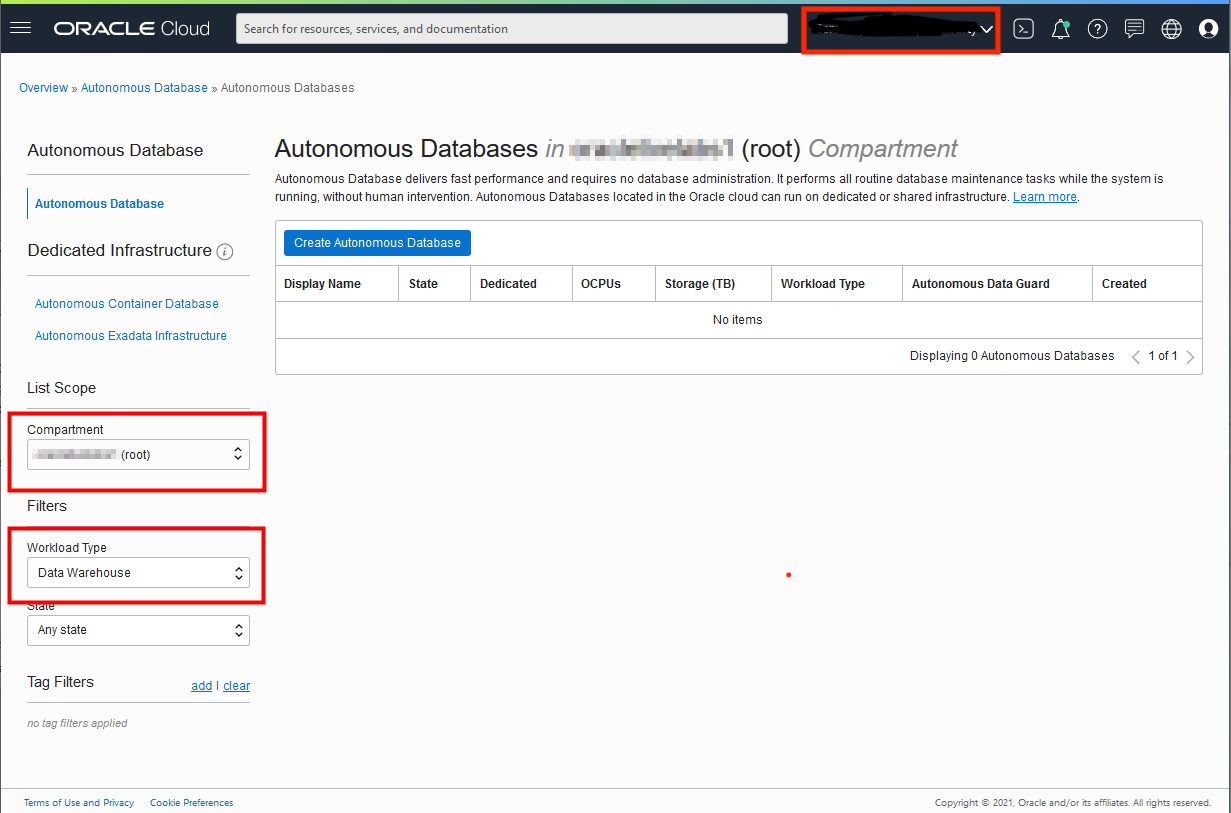 ORACLE Cloud
Search for resources, services, and documentation
Overview » Autonomous Database » Autonomous Databases
Autonomous Database
Autonomous Database
Dedicated Infrastructure
Autonomous Container Database
Autonomous Exadata Infrastructure
List Scope
Compartment
(root)
Filters
Workload Type
Data Warehouse
State
Any state
Tag Filters
add | clear
no tag filters applied
Autonomous Databases in (root) Compartment
Autonomous Database delivers fast performance and requires no database administration. It performs all routine database maintenance tasks while the system is
running, without human intervention. Autonomous Databases located in the Oracle cloud can run on dedicated or shared infrastructure. Learn more.
Create Autonomous Database
Display Name State Dedicated OCPUs Storage (TB) Workload Type Autonomous Data Guard Created
No items
Displaying 0 Autonomous Databases 1 of 1
Terms of Use and Privacy Cookie Preferences
Copyright © 2021, Oracle and/or its affiliates. All rights reserved.